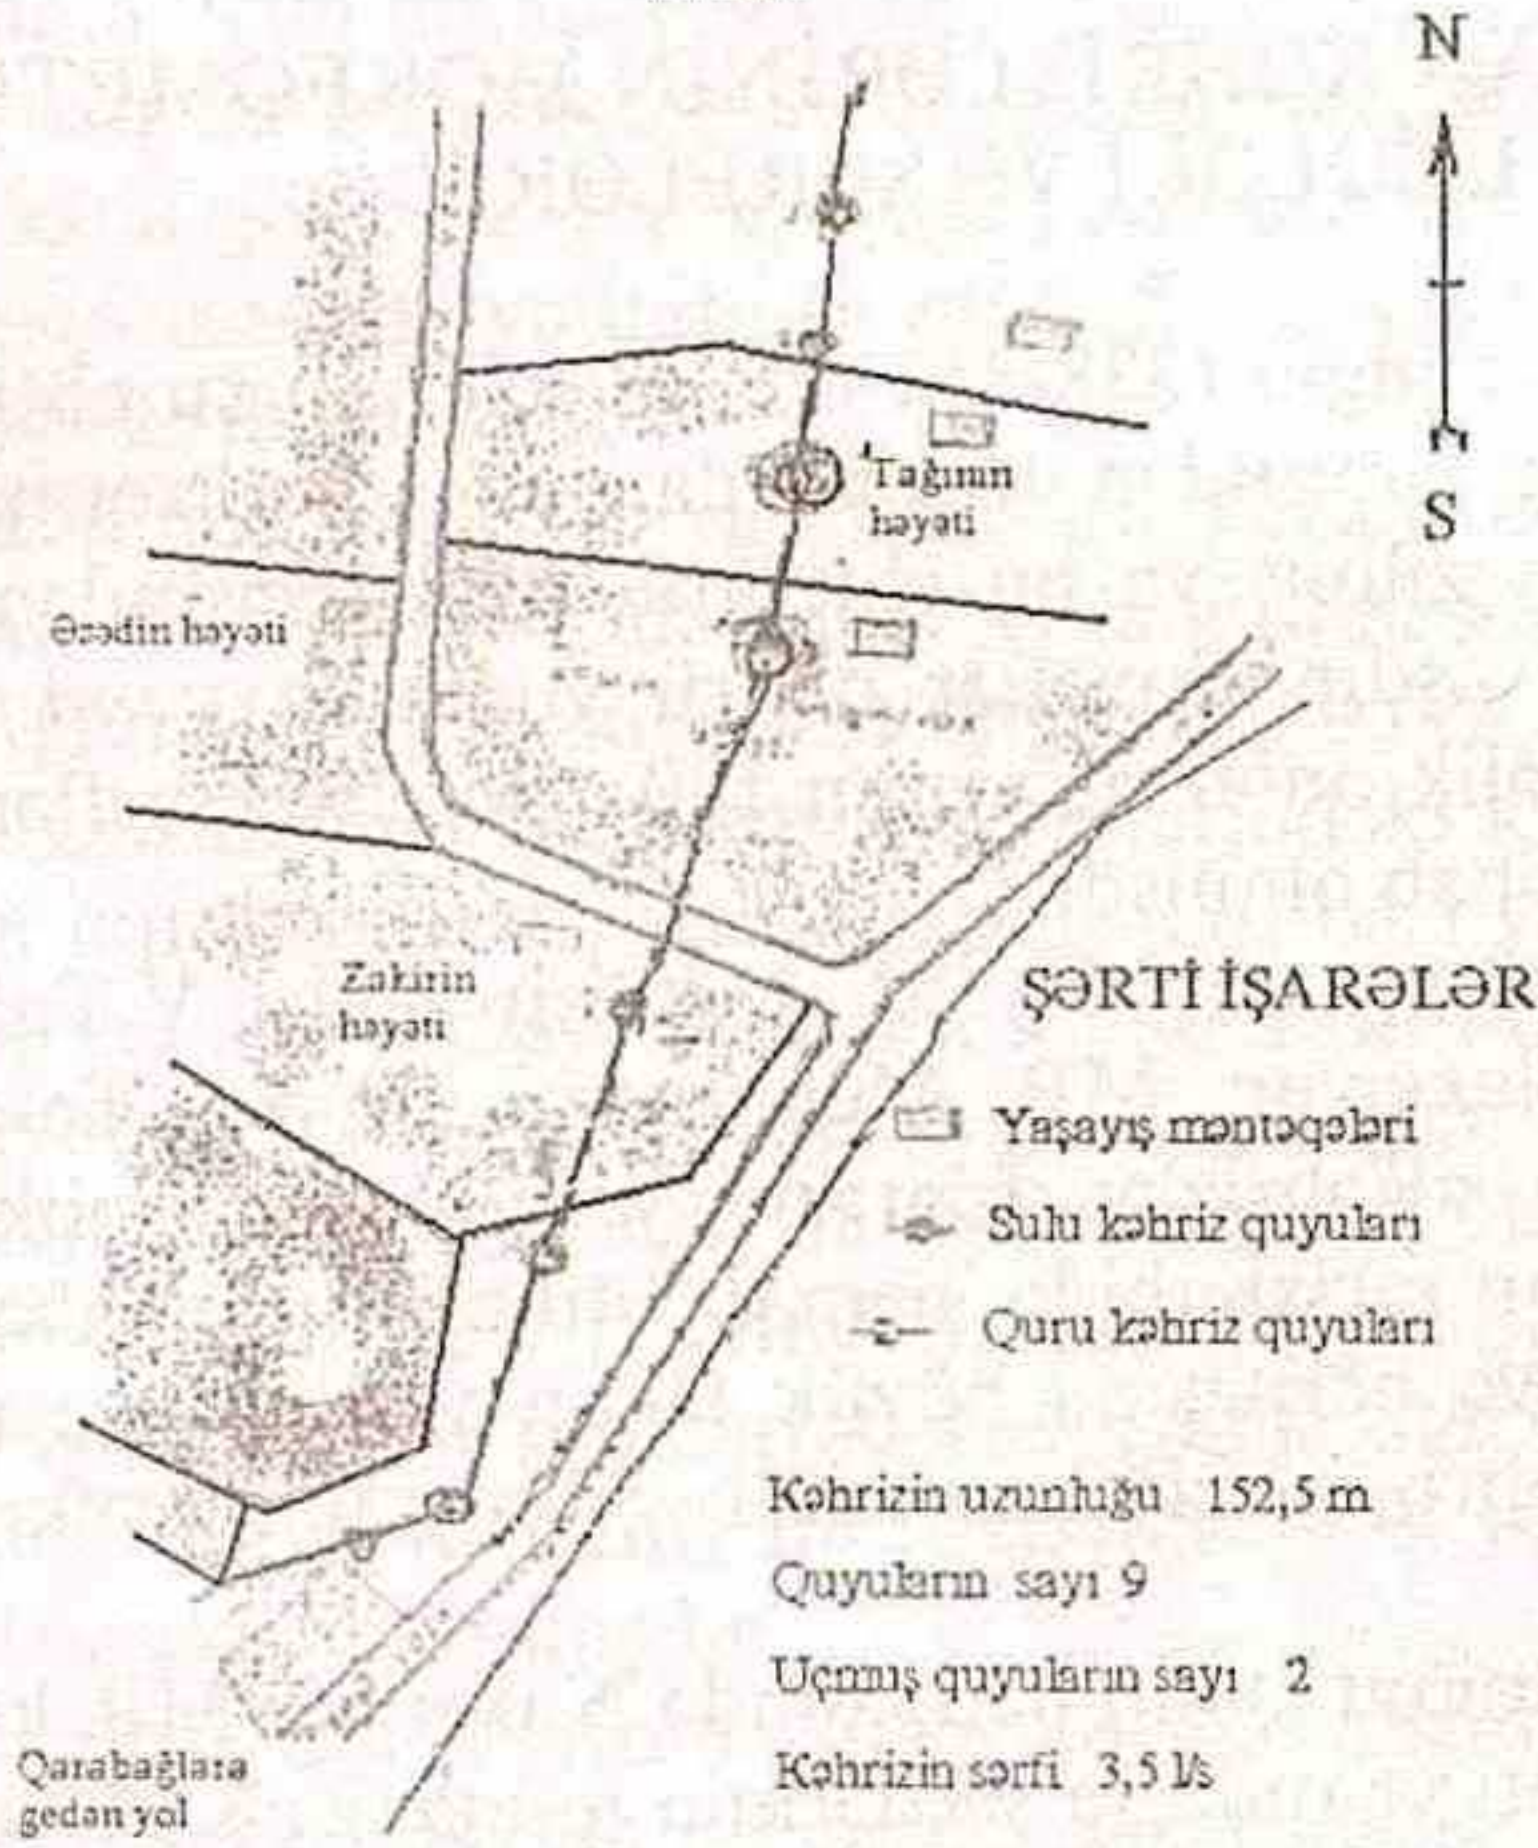 N
S
Tağının
həyəti
Əsədin həyəti
Zakirin
həyəti
ŞƏRTİ İŞARƏLƏR
Yaşayış məntəqələri
Sulu kəhriz quyuları
Quru kəhriz quyuları
Kəhrizin uzunluğu 152,5 m
Quyuların sayı 9
Uçmuş quyuların sayı 2
Kəhrizin sərfi 3,5 l/s
Qarabağlara
gedən yol